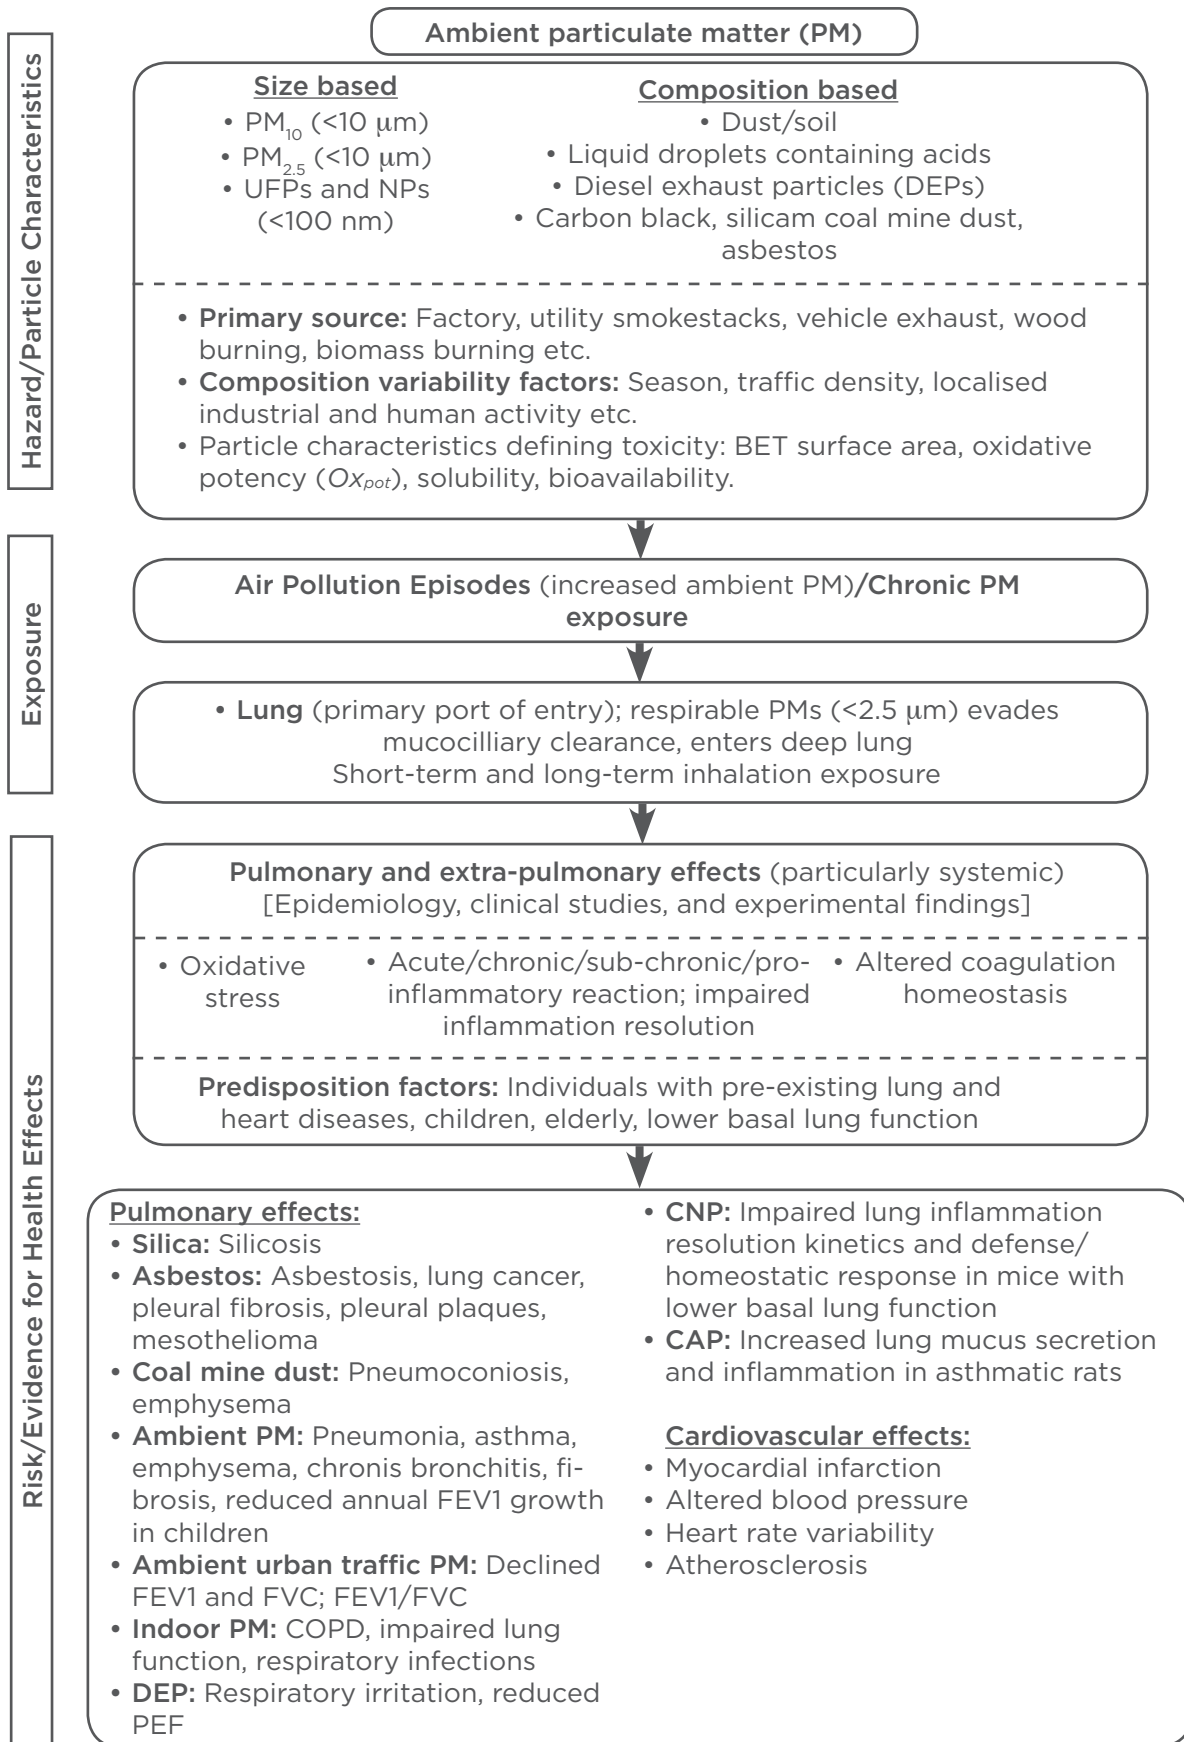 Ambient particulate matter (PM)
Hazard/Particle Characteristics
Size based
• PM10 (<10 μm)
• PM2.5 (<10 μm)
• UFPs and NPs
(<100 nm)
Composition based
• Dust/soil
• Liquid droplets containing acids
• Diesel exhaust particles (DEPs)
• Carbon black, silicam coal mine dust,
asbestos
• Primary source: Factory, utility smokestacks, vehicle exhaust, wood
burning, biomass burning etc.
• Composition variability factors: Season, traffic density, localised
industrial and human activity etc.
• Particle characteristics defining toxicity: BET surface area, oxidative
potency (Oxpot), solubility, bioavailability.
Exposure
Air Pollution Episodes (increased ambient PM)/Chronic PM
exposure
• Lung (primary port of entry); respirable PMs (<2.5 μm) evades
mucocilliary clearance, enters deep lung
Short-term and long-term inhalation exposure
Risk/Evidence for Health Effects
Pulmonary and extra-pulmonary effects (particularly systemic)
[Epidemiology, clinical studies, and experimental findings]
• Oxidative
stress
• Acute/chronic/sub-chronic/pro-
inflammatory reaction; impaired
inflammation resolution
• Altered coagulation
homeostasis
Predisposition factors: Individuals with pre-existing lung and
heart diseases, children, elderly, lower basal lung function
Pulmonary effects:
• Silica: Silicosis
• Asbestos: Asbestosis, lung cancer,
pleural fibrosis, pleural plaques,
mesothelioma
• Coal mine dust: Pneumoconiosis,
emphysema
• Ambient PM: Pneumonia, asthma,
emphysema, chronis bronchitis, fi-
brosis, reduced annual FEV1 growth
in children
• Ambient urban traffic PM: Declined
FEV1 and FVC; FEV1/FVC
• Indoor PM: COPD, impaired lung
function, respiratory infections
• DEP: Respiratory irritation, reduced
PEF
• CNP: Impaired lung inflammation
resolution kinetics and defense/
homeostatic response in mice with
lower basal lung function
• CAP: Increased lung mucus secretion
and inflammation in asthmatic rats
Cardiovascular effects:
• Myocardial infarction
• Altered blood pressure
• Heart rate variability
• Atherosclerosis